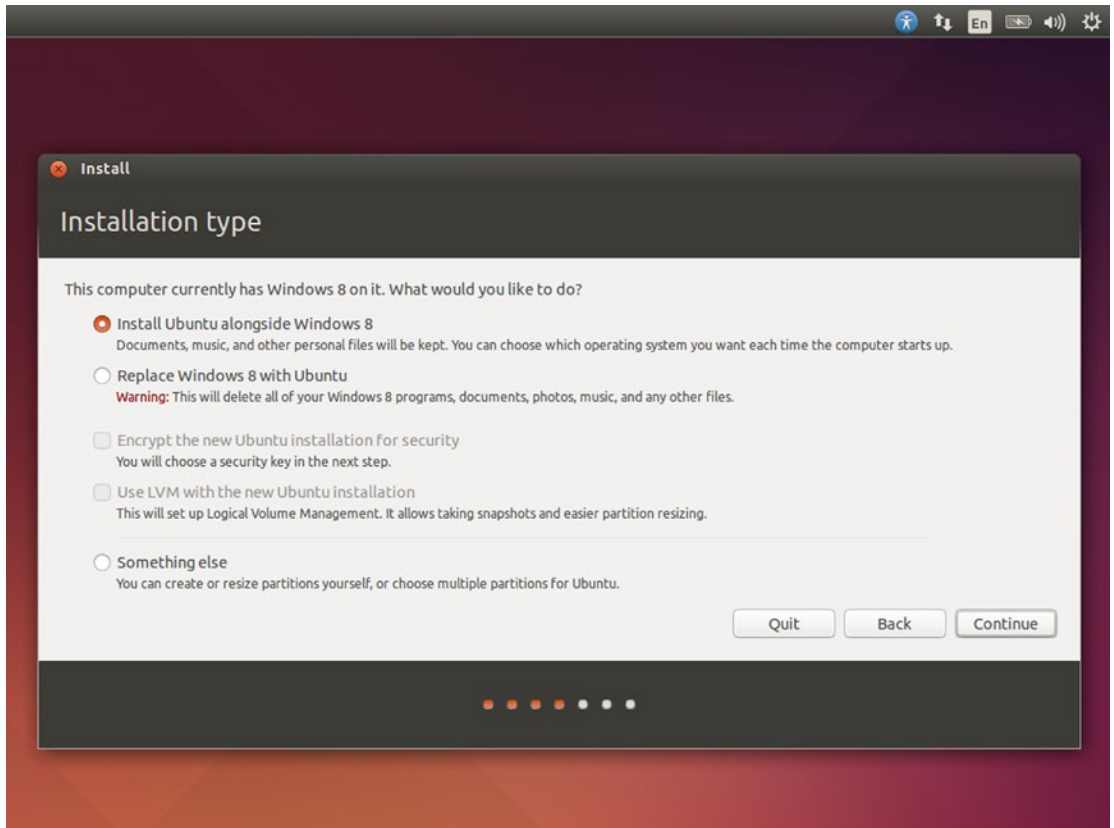 En
Install
Installation type
This computer currently has Windows 8 on it. What would you like to do?
Install Ubuntu alongside Windows 8
Documents, music, and other personal files will be kept. You can choose which operating system you want each time the computer starts up.
Replace Windows 8 with Ubuntu
Warning: This will delete all of your Windows 8 programs, documents, photos, music, and any other files.
Encrypt the new Ubuntu installation for security
You will choose a security key in the next step.
Use LVM with the new Ubuntu installation
This will set up Logical Volume Management. It allows taking snapshots and easier partition resizing.
Something else
You can create or resize partitions yourself, or choose multiple partitions for Ubuntu.
Quit Back Continue